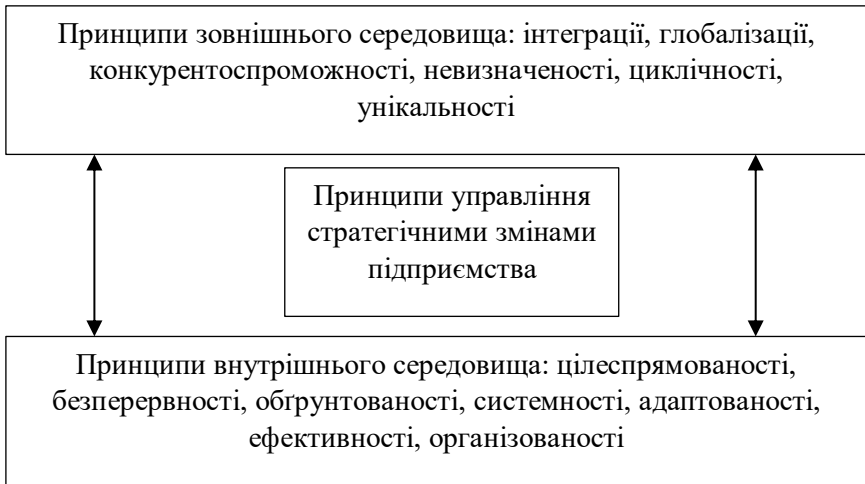 Принципи зовнішнього середовища: інтеграції, глобалізації,
конкурентоспроможності, невизначеності, циклічності,
унікальності
Принципи управління
стратегічними змінами
підприємства
Принципи внутрішнього середовища: цілеспрямованості,
безперервності, обґрунтованості, системності, адаптованості,
ефективності, організованості